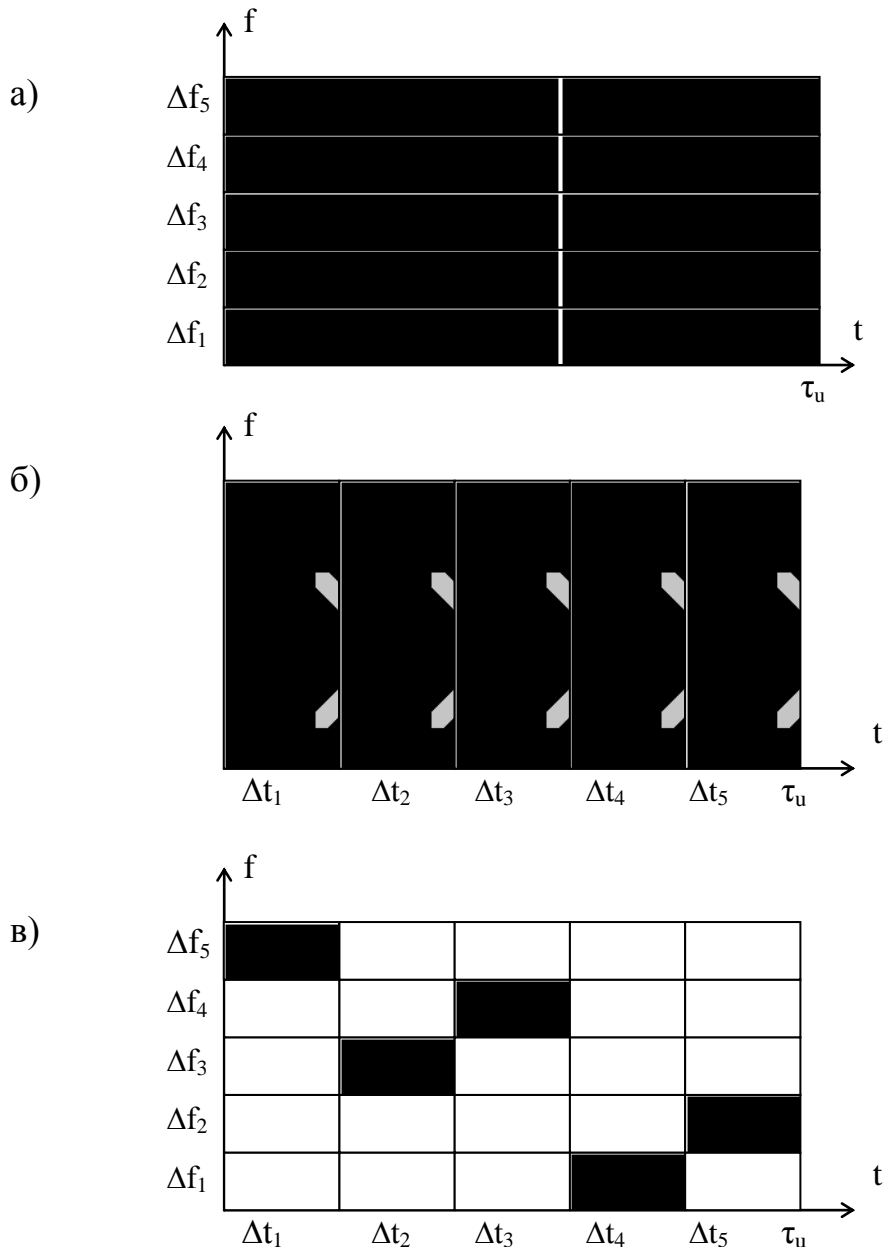 f
а)
Δf₅
Δf₄
Δf₃
Δf₂
Δf₁
t
τᵤ
f
б)
t
Δt₁ Δt₂ Δt₃ Δt₄ Δt₅ τᵤ
f
в)
Δf₅
Δf₄
Δf₃
Δf₂
Δf₁
t
Δt₁ Δt₂ Δt₃ Δt₄ Δt₅ τᵤ